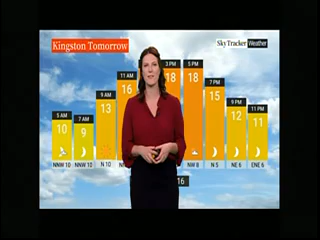 Kingston Tomorrow
SkyTracker Weather
5 AM
10
NNW 10
7 AM
9
NNW 10
9 AM
13
N 10
11 AM
16
3 PM
18
5 PM
18
NW 8
7 PM
15
N 5
9 PM
12
NE 6
11 PM
11
ENE 6
16